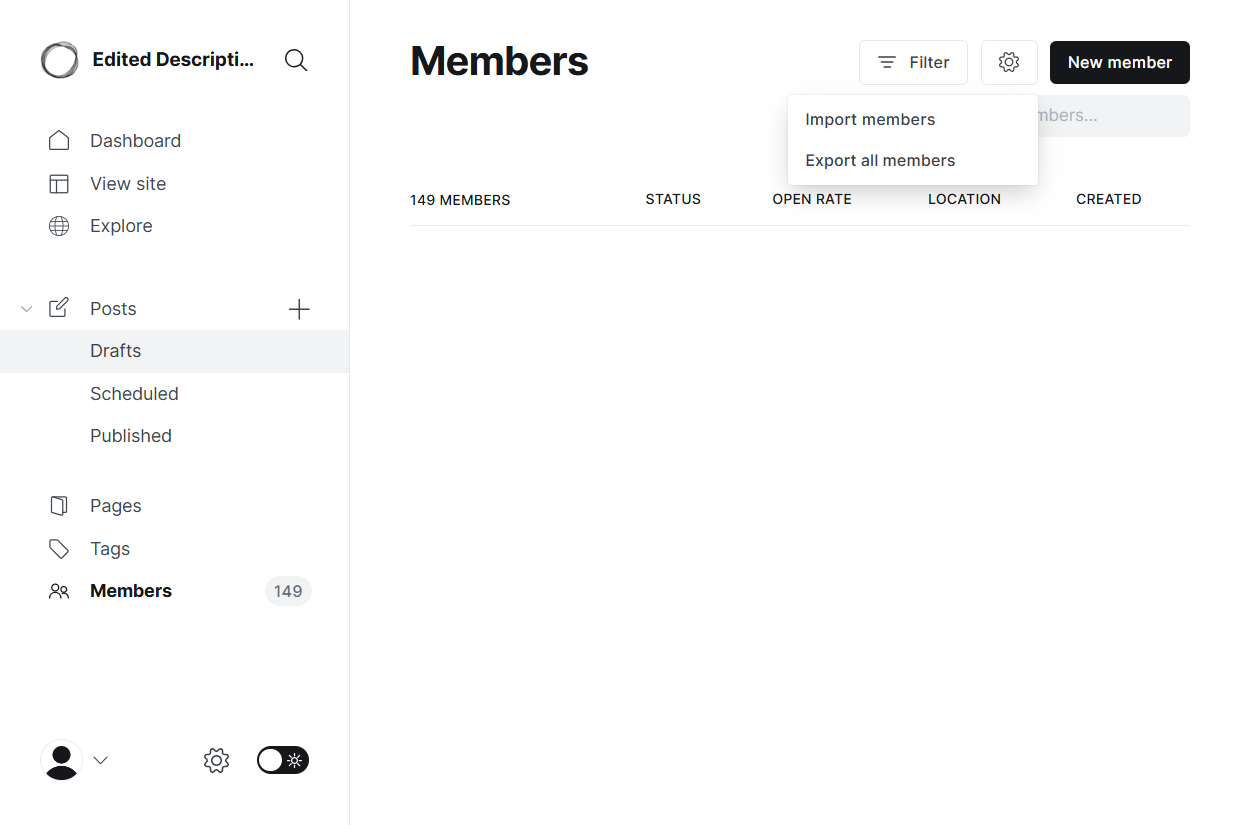 Edited Descripti...
Dashboard
View site
Explore
Posts
Drafts
Scheduled
Published
Pages
Tags
Members 149
Members
Filter
New member
Import members
Export all members
149 MEMBERS STATUS OPEN RATE LOCATION CREATED